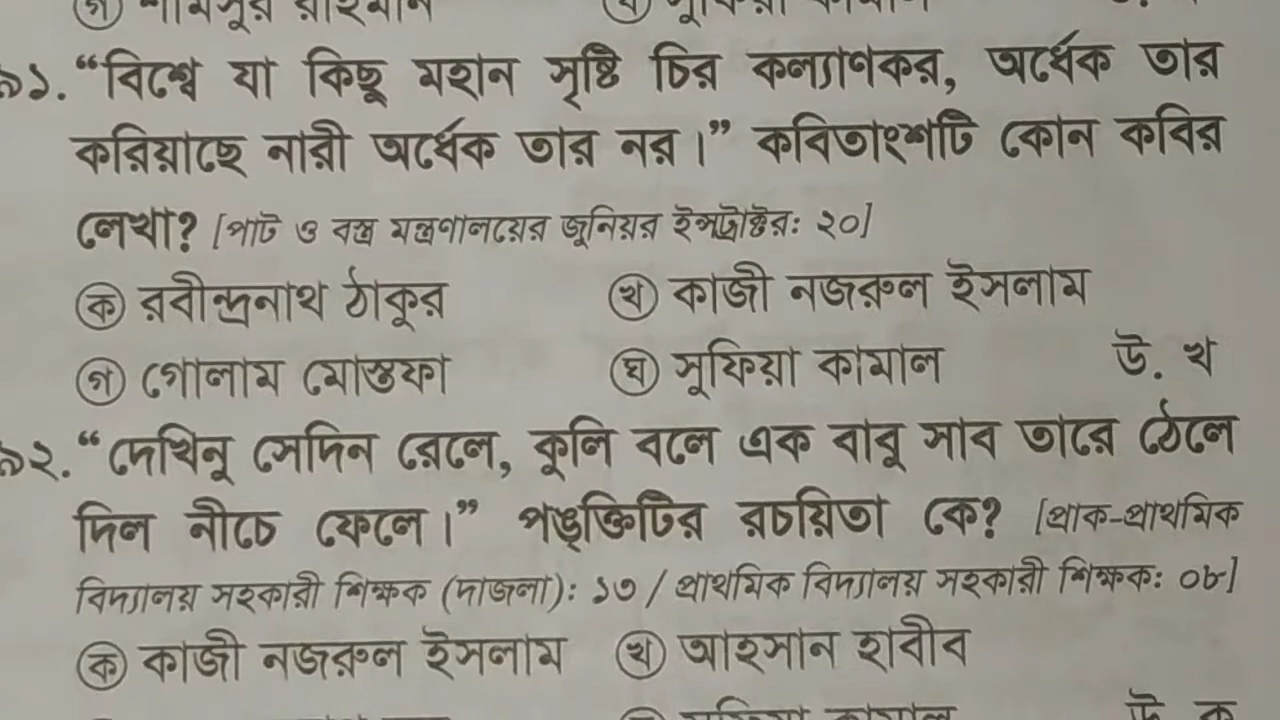 গ শামসুর রাহমান ঘ সুফিয়া কামাল উ. খ
৯১. “বিশ্বে যা কিছু মহান সৃষ্টি চির কল্যাণকর, অর্ধেক তার
করিয়াছে নারী অর্ধেক তার নর।” কবিতাংশটি কোন কবির
লেখা? [পাট ও বস্ত্র মন্ত্রণালয়ের জুনিয়র ইন্সট্রাক্টর: ২০]
ক রবীন্দ্রনাথ ঠাকুর খ কাজী নজরুল ইসলাম
গ গোলাম মোস্তফা ঘ সুফিয়া কামাল উ. খ
৯২. “দেখিনু সেদিন রেলে, কুলি বলে এক বাবু সাব তারে ঠেলে
দিল নীচে ফেলে।” পঙ্ক্তিটির রচয়িতা কে? [প্রাক-প্রাথমিক
বিদ্যালয় সহকারী শিক্ষক (দাজলা): ১৩ / প্রাথমিক বিদ্যালয় সহকারী শিক্ষক: ০৮]
ক কাজী নজরুল ইসলাম খ আহসান হাবীব
সুফিয়া কামাল উ. ক